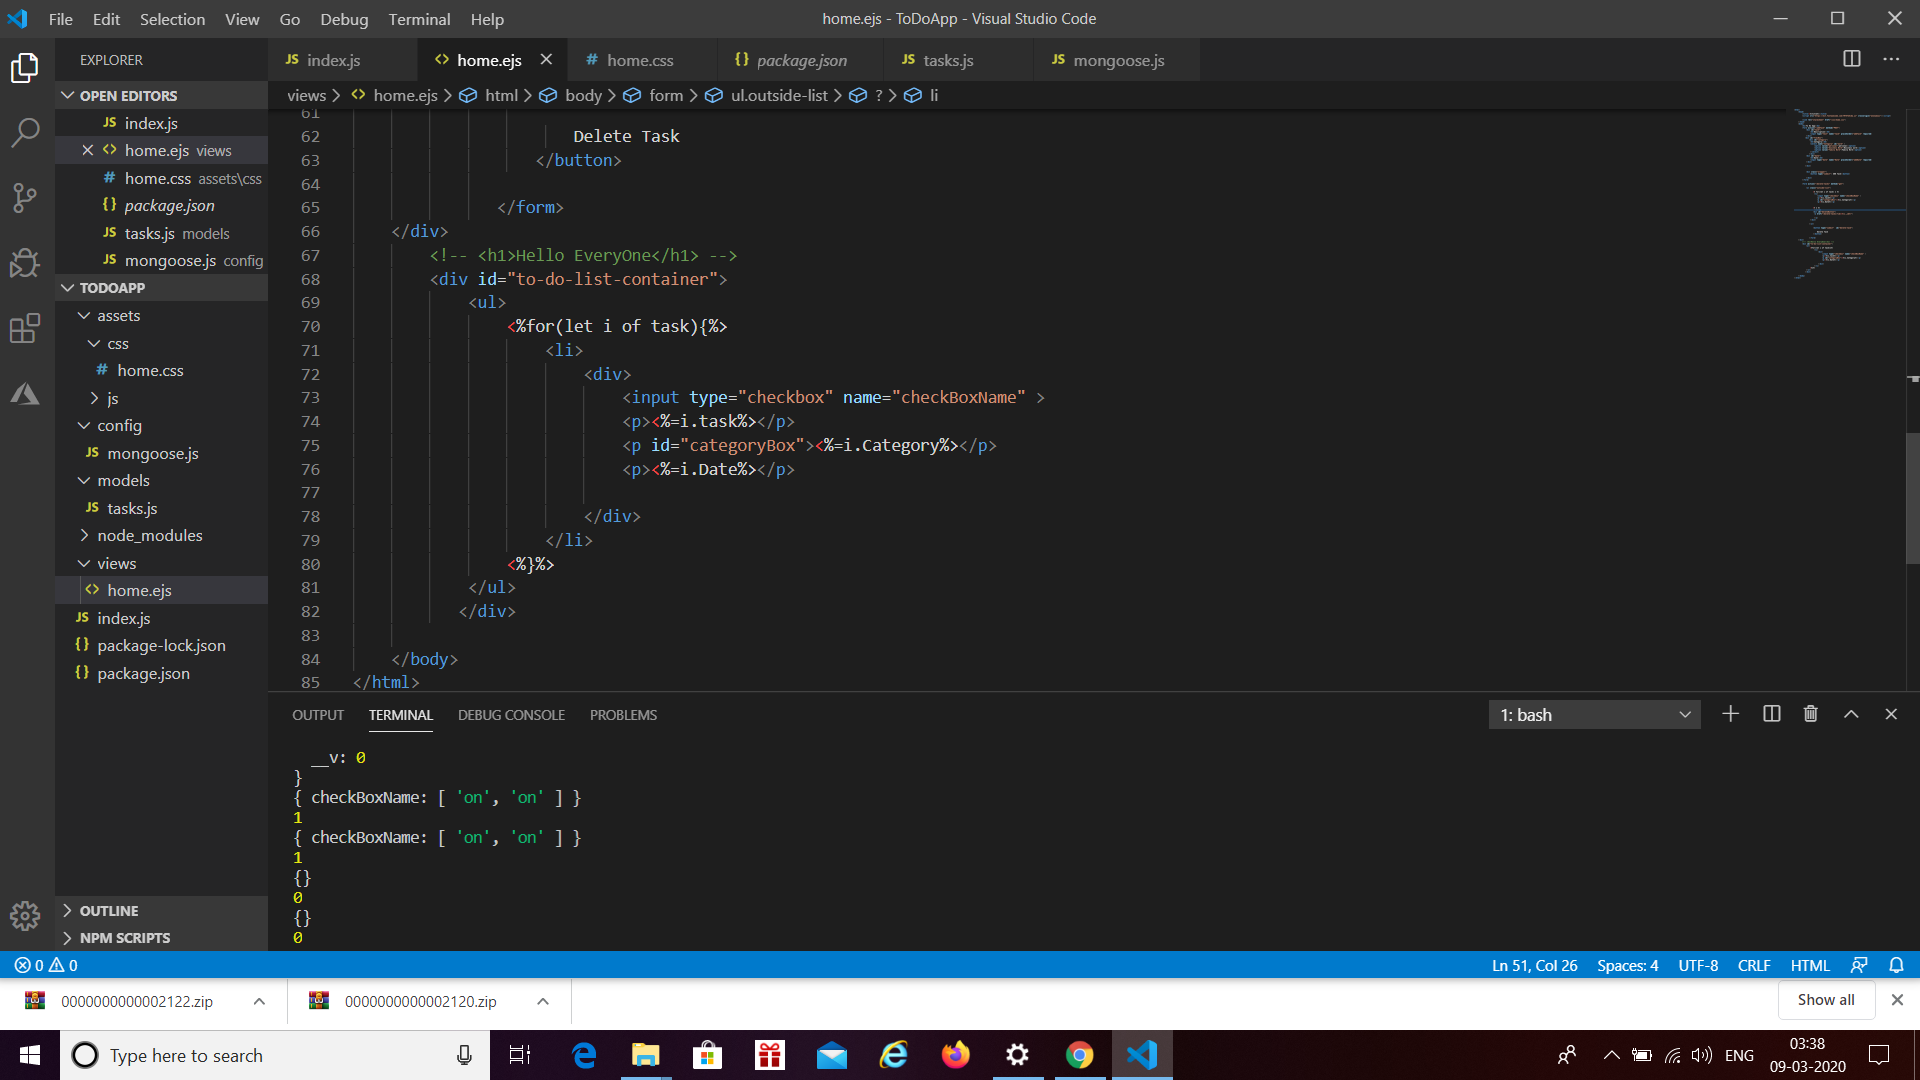 File Edit Selection View Go Debug Terminal Help
home.ejs - ToDoApp - Visual Studio Code
EXPLORER
OPEN EDITORS
JS index.js
<> home.ejs views
# home.css assets\css
{} package.json
JS tasks.js models
JS mongoose.js config
TODOAPP
assets
css
# home.css
js
config
JS mongoose.js
models
JS tasks.js
node_modules
views
<> home.ejs
JS index.js
{} package-lock.json
{} package.json
OUTLINE
NPM SCRIPTS
JS index.js <> home.ejs # home.css {} package.json JS tasks.js JS mongoose.js
views > <> home.ejs > html > body > form > ul.outside-list > ? > li
61
62 Delete Task
63 </button>
64
65 </form>
66 </div>
67 <!-- <h1>Hello EveryOne</h1> -->
68 <div id="to-do-list-container">
69 <ul>
70 <%for(let i of task){%>
71 <li>
72 <div>
73 <input type="checkbox" name="checkBoxName" >
74 <p><%=i.task%></p>
75 <p id="categoryBox"><%=i.Category%></p>
76 <p><%=i.Date%></p>
77
78 </div>
79 </li>
80 <%}%>
81 </ul>
82 </div>
83
84 </body>
85 </html>
OUTPUT TERMINAL DEBUG CONSOLE PROBLEMS
1: bash
__v: 0
}
{ checkBoxName: [ 'on', 'on' ] }
1
{ checkBoxName: [ 'on', 'on' ] }
1
{}
0
{}
0
0 0
Ln 51, Col 26 Spaces: 4 UTF-8 CRLF HTML
0000000000002122.zip
0000000000002120.zip
Show all
Type here to search
ENG
03:38
09-03-2020